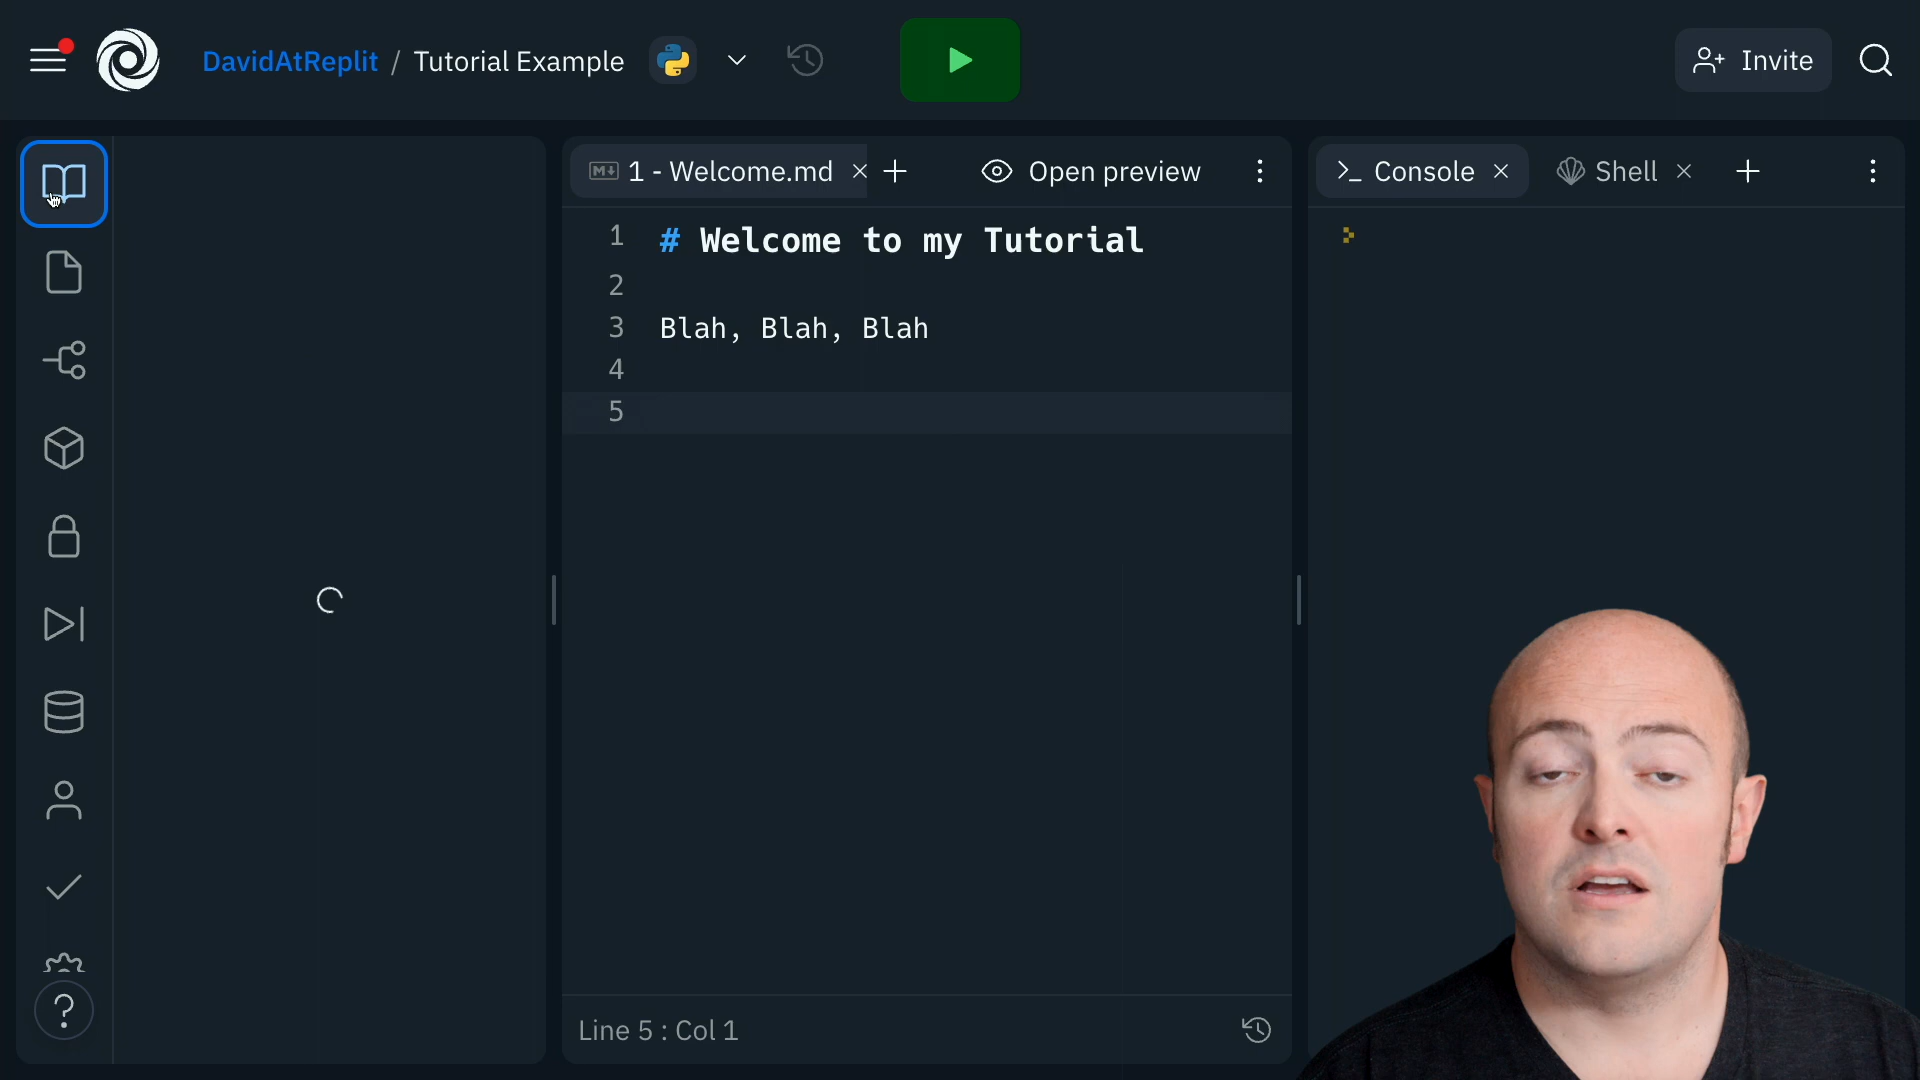 DavidAtReplit / Tutorial Example
Invite
1 - Welcome.md
Open preview
Console
Shell
1 # Welcome to my Tutorial
2
3 Blah, Blah, Blah
4
5
Line 5 : Col 1